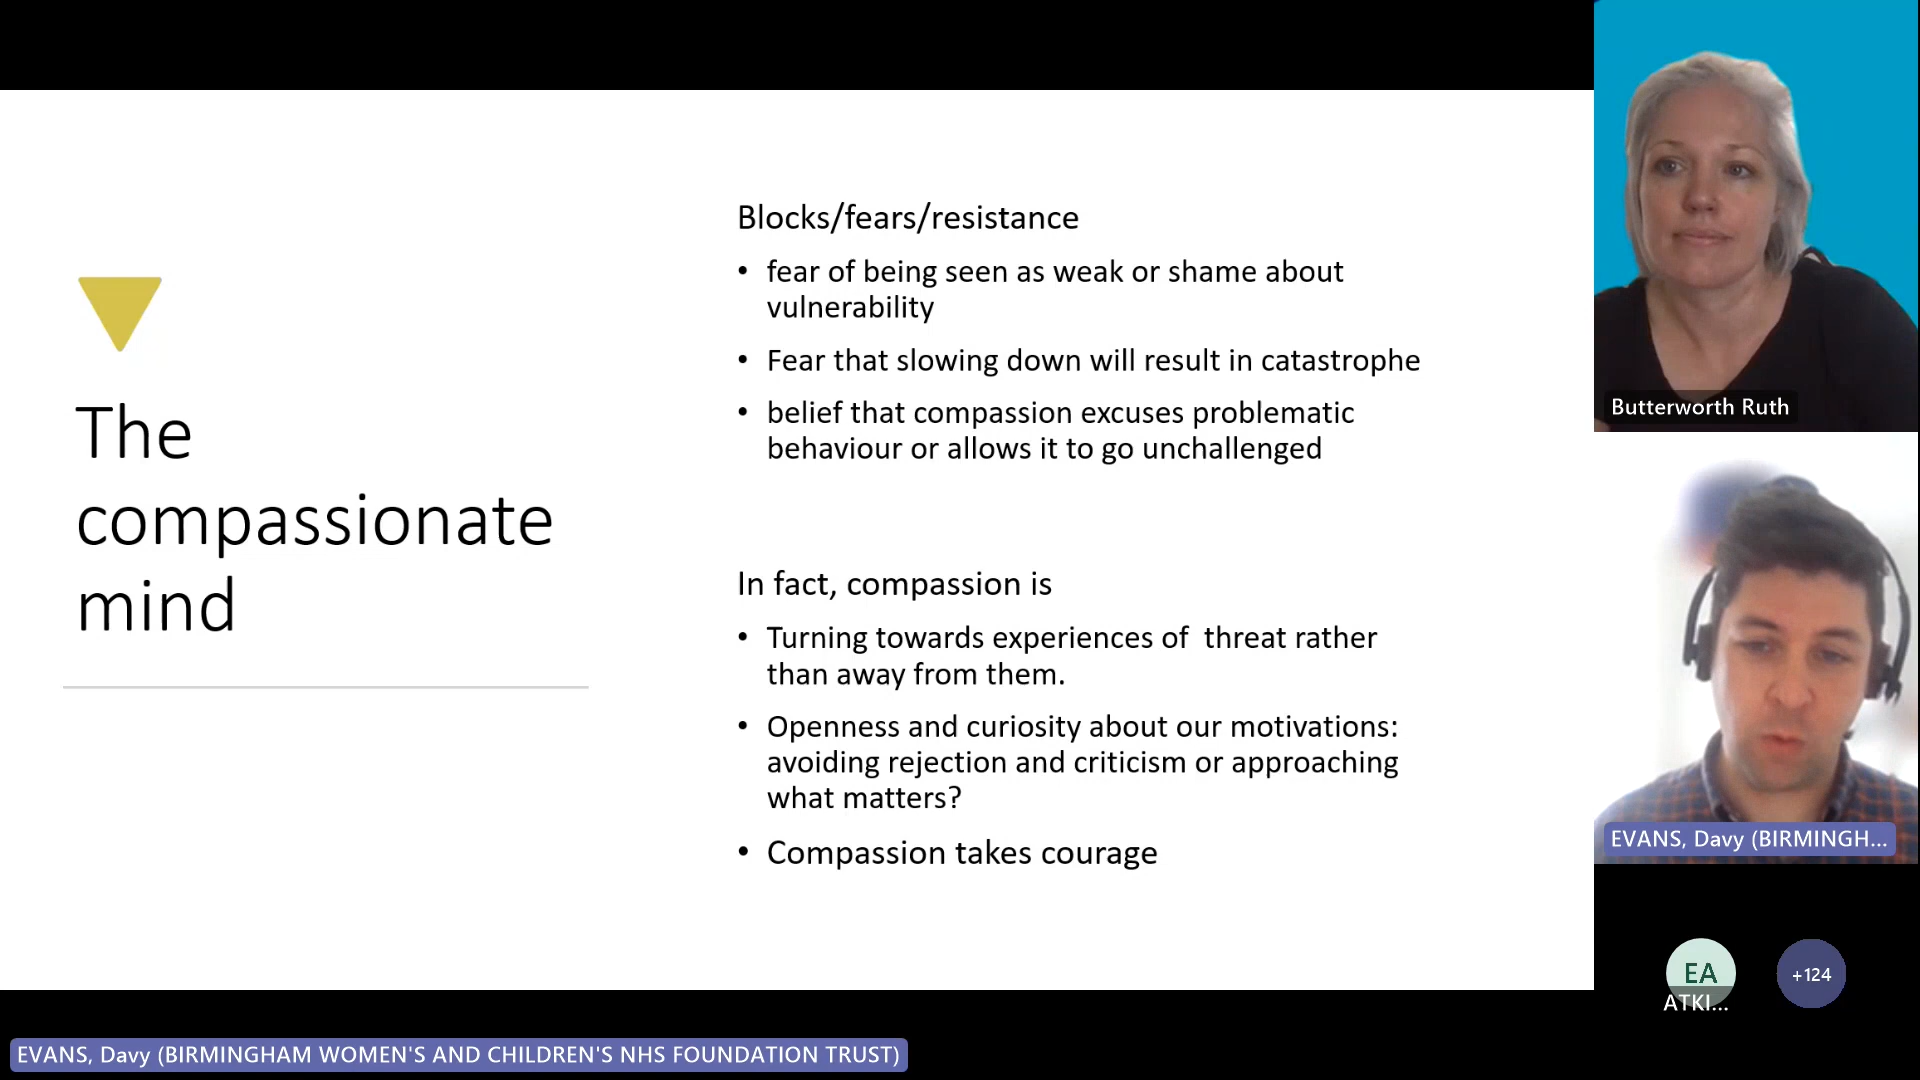 The
compassionate
mind
Blocks/fears/resistance
• fear of being seen as weak or shame about
vulnerability
• Fear that slowing down will result in catastrophe
• belief that compassion excuses problematic
behaviour or allows it to go unchallenged
In fact, compassion is
• Turning towards experiences of  threat rather
than away from them.
• Openness and curiosity about our motivations:
avoiding rejection and criticism or approaching
what matters?
• Compassion takes courage
Butterworth Ruth
EVANS, Davy (BIRMINGH...
EA
ATKI...
+124
EVANS, Davy (BIRMINGHAM WOMEN'S AND CHILDREN'S NHS FOUNDATION TRUST)